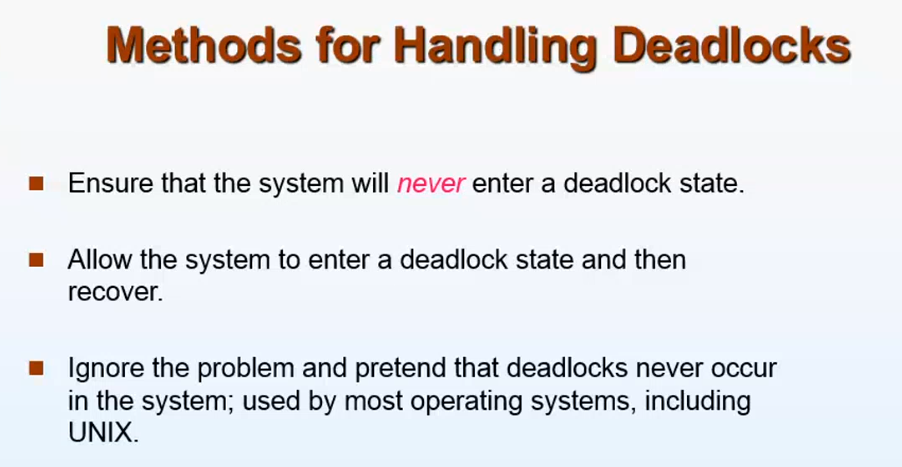 Methods for Handling Deadlocks
Ensure that the system will never enter a deadlock state.
Allow the system to enter a deadlock state and then
recover.
Ignore the problem and pretend that deadlocks never occur
in the system; used by most operating systems, including
UNIX.